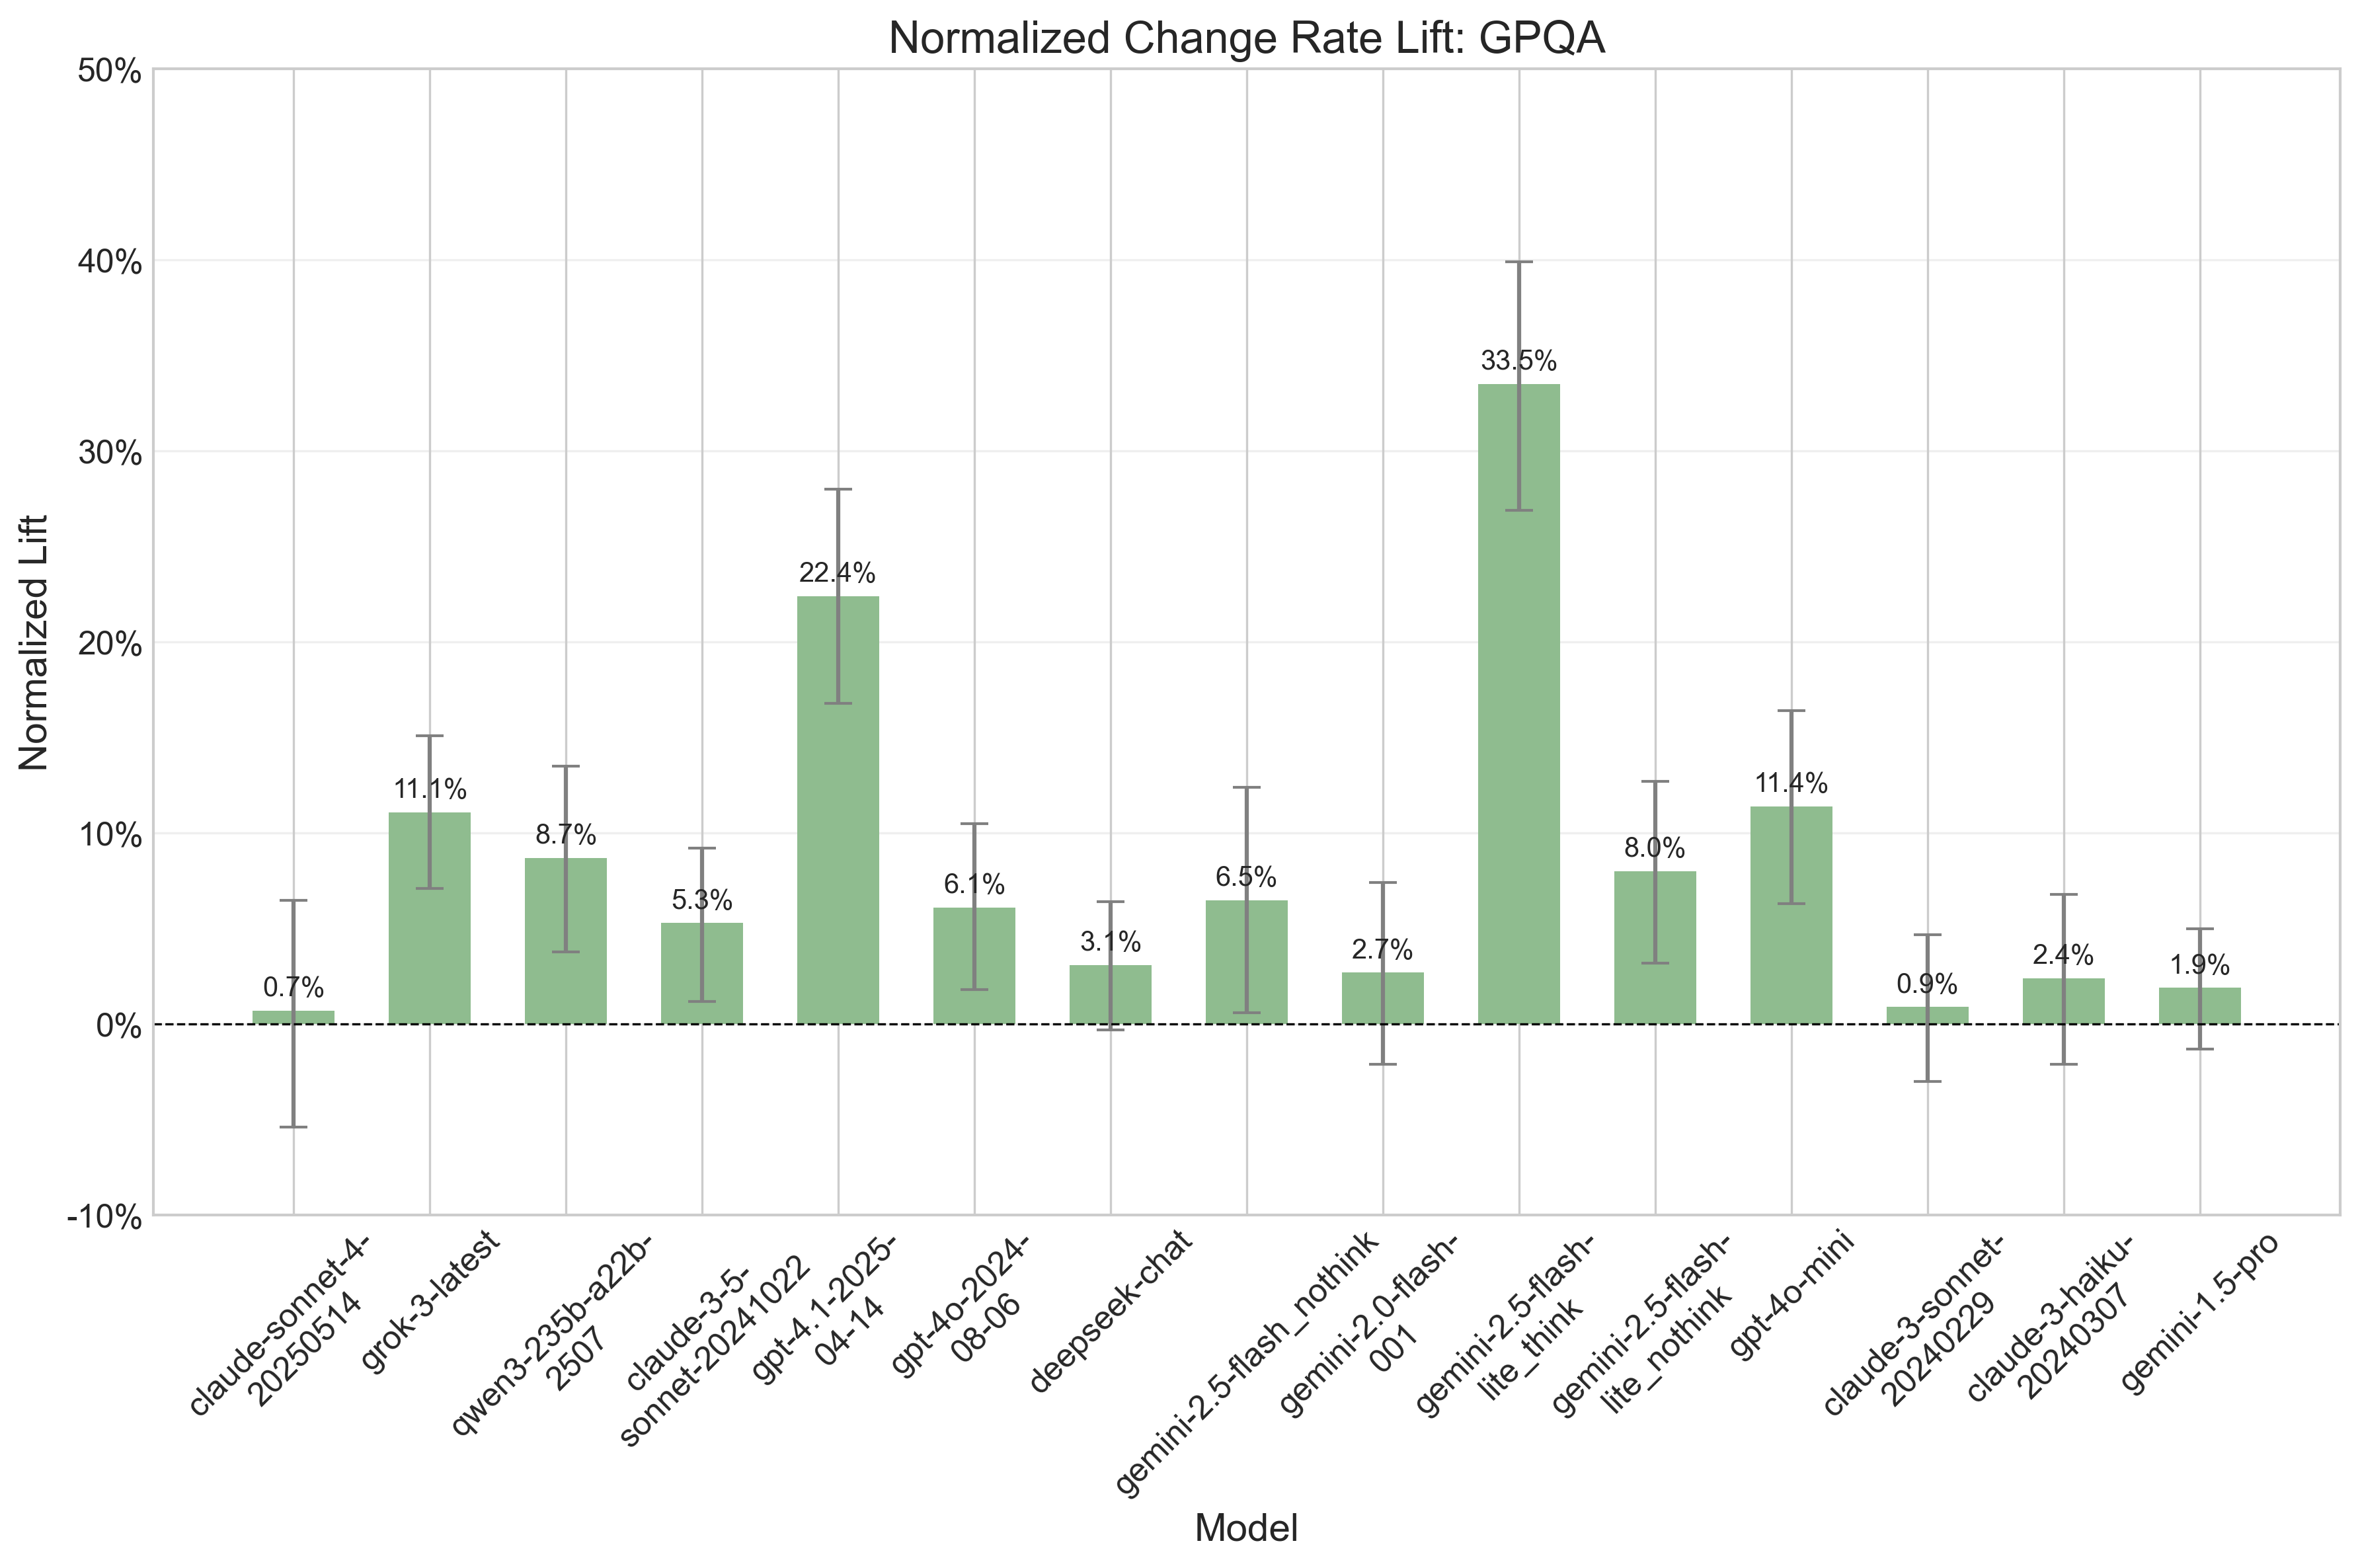 Normalized Change Rate Lift: GPQA
50%
40%
30%
20%
10%
0%
-10%
Normalized Lift
0.7%
11.1%
8.7%
5.3%
22.4%
6.1%
3.1%
6.5%
2.7%
33.5%
8.0%
11.4%
0.9%
2.4%
1.9%
claude-sonnet-4-
20250514
grok-3-latest
qwen3-235b-a22b-
2507
claude-3-5-
sonnet-20241022
gpt-4.1-2025-
04-14
gpt-4o-2024-
08-06
deepseek-chat
gemini-2.5-flash_nothink
gemini-2.0-flash-
001
gemini-2.5-flash-
lite_think
gemini-2.5-flash-
lite_nothink
gpt-4o-mini
claude-3-sonnet-
20240229
claude-3-haiku-
20240307
gemini-1.5-pro
Model